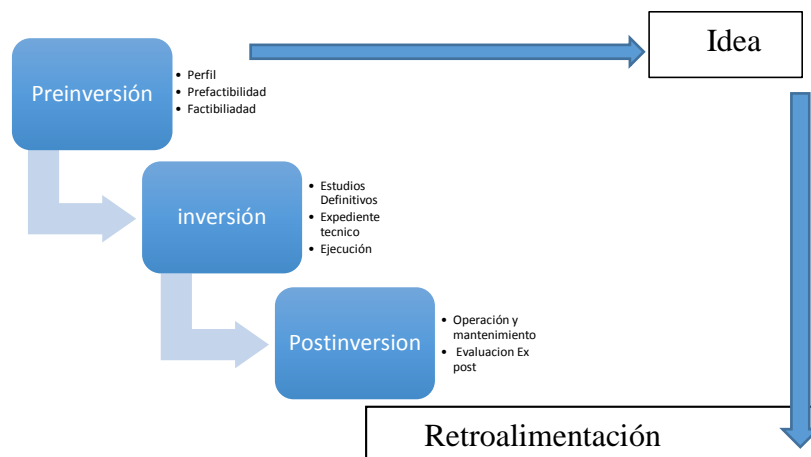 Idea
Preinversión
• Perfil
• Prefactibilidad
• Factibiliadad
inversión
• Estudios
Definitivos
• Expediente
tecnico
• Ejecución
Postinversion
• Operación y
mantenimiento
• Evaluacion Ex
post
Retroalimentación